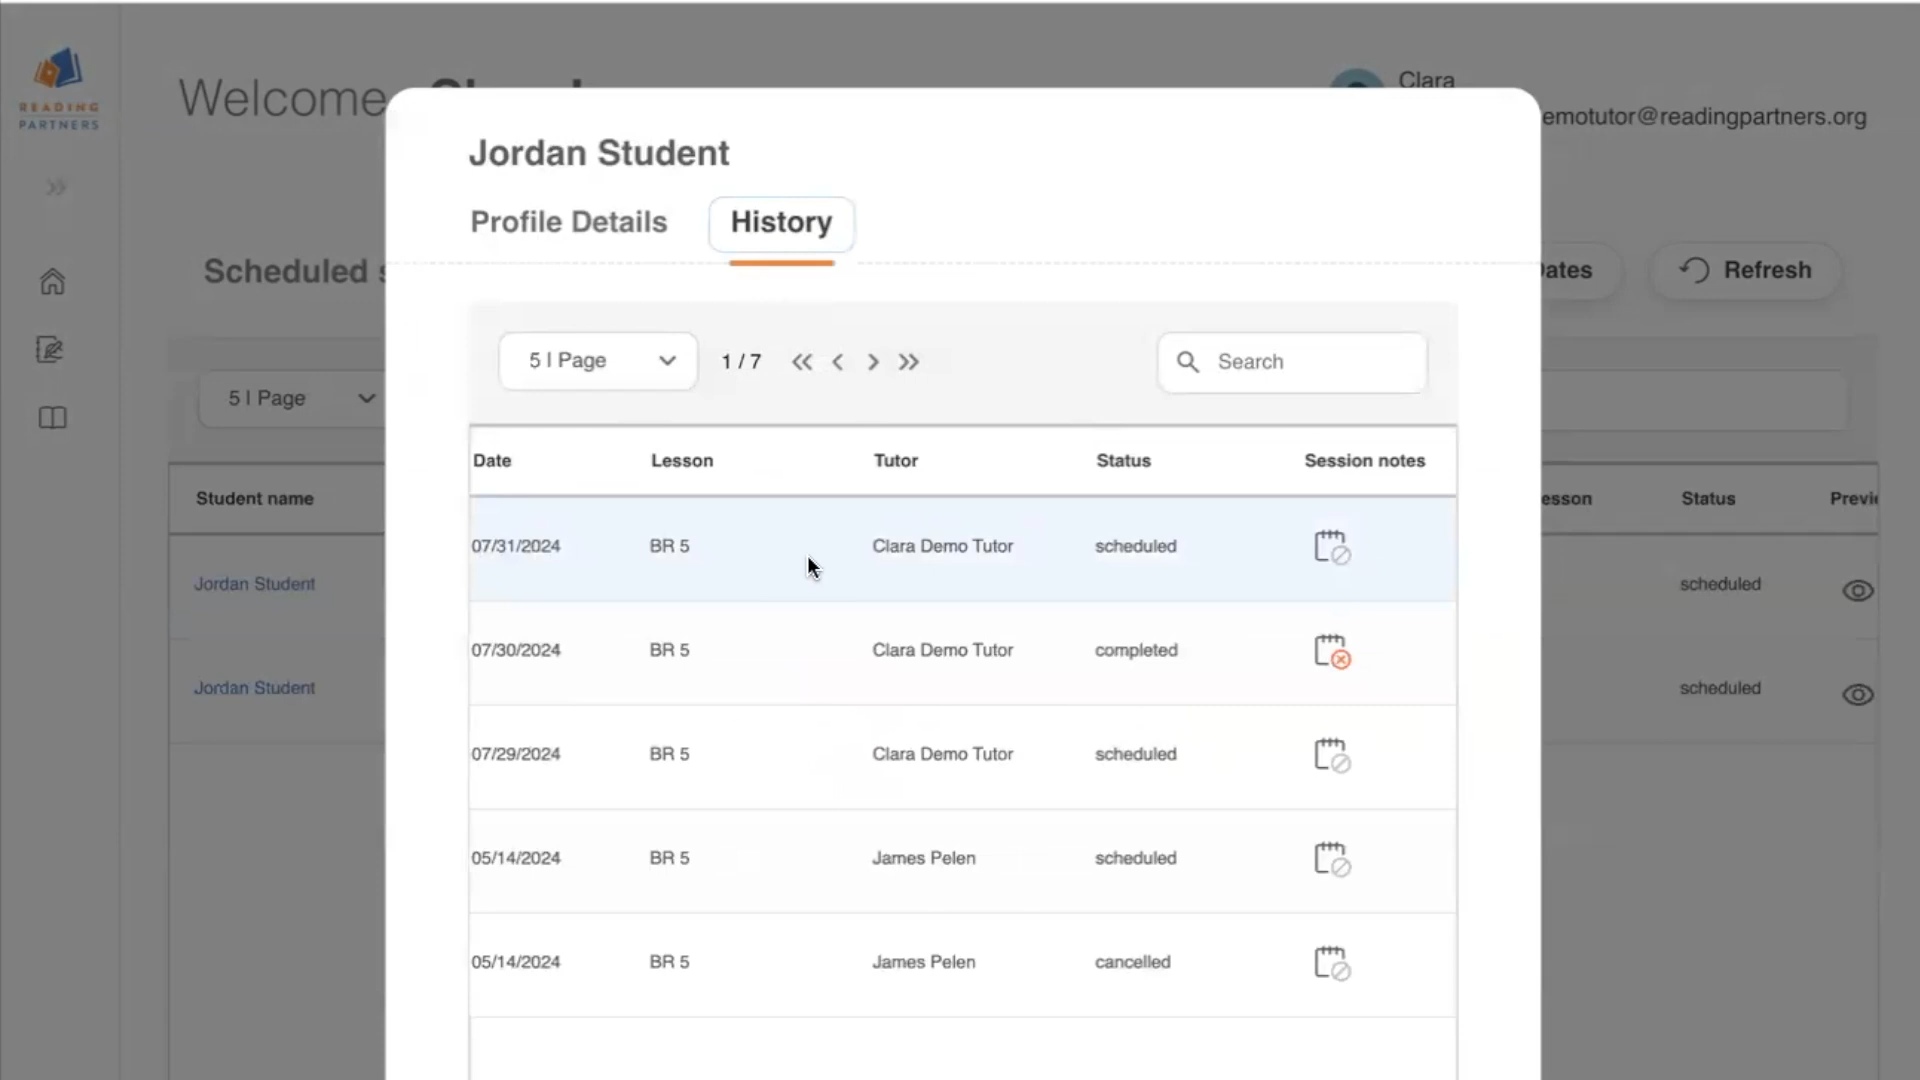 READING
PARTNERS
Welcome
Clara
emotutor@readingpartners.org
Jordan Student
Profile Details History
Scheduled s
Dates
Refresh
5 | Page 1 / 7 Search
5 | Page
Date Lesson Tutor Status Session notes
Student name esson Status Previe
07/31/2024 BR 5 Clara Demo Tutor scheduled
Jordan Student scheduled
07/30/2024 BR 5 Clara Demo Tutor completed
Jordan Student scheduled
07/29/2024 BR 5 Clara Demo Tutor scheduled
05/14/2024 BR 5 James Pelen scheduled
05/14/2024 BR 5 James Pelen cancelled